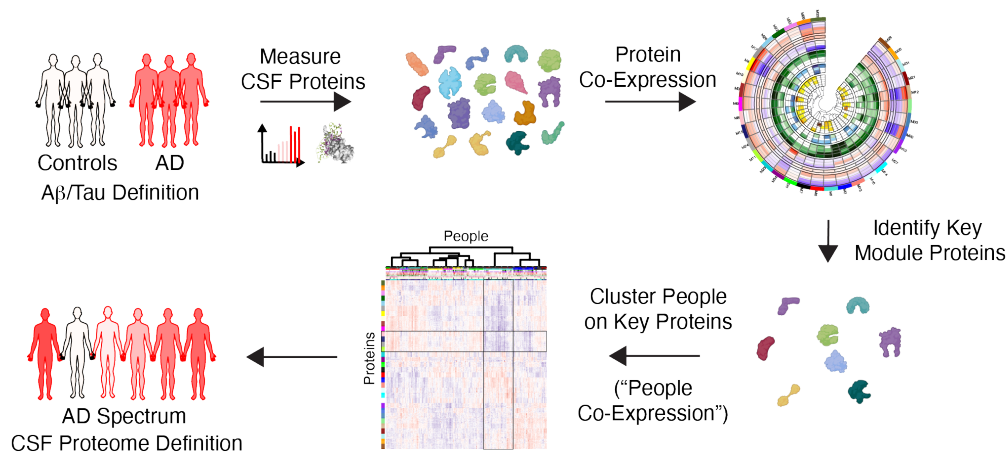 Measure
CSF Proteins
Protein
Co-Expression
Controls
AD
Aβ/Tau Definition
Identify Key
Module Proteins
People
Proteins
Cluster People
on Key Proteins
(“People
Co-Expression”)
AD Spectrum
CSF Proteome Definition